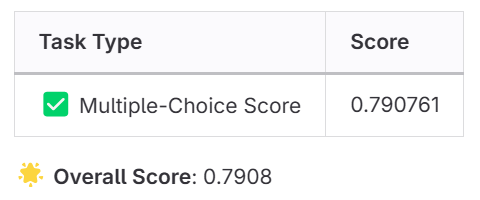 Task Type Score
✅ Multiple-Choice Score 0.790761
🌟 Overall Score: 0.7908